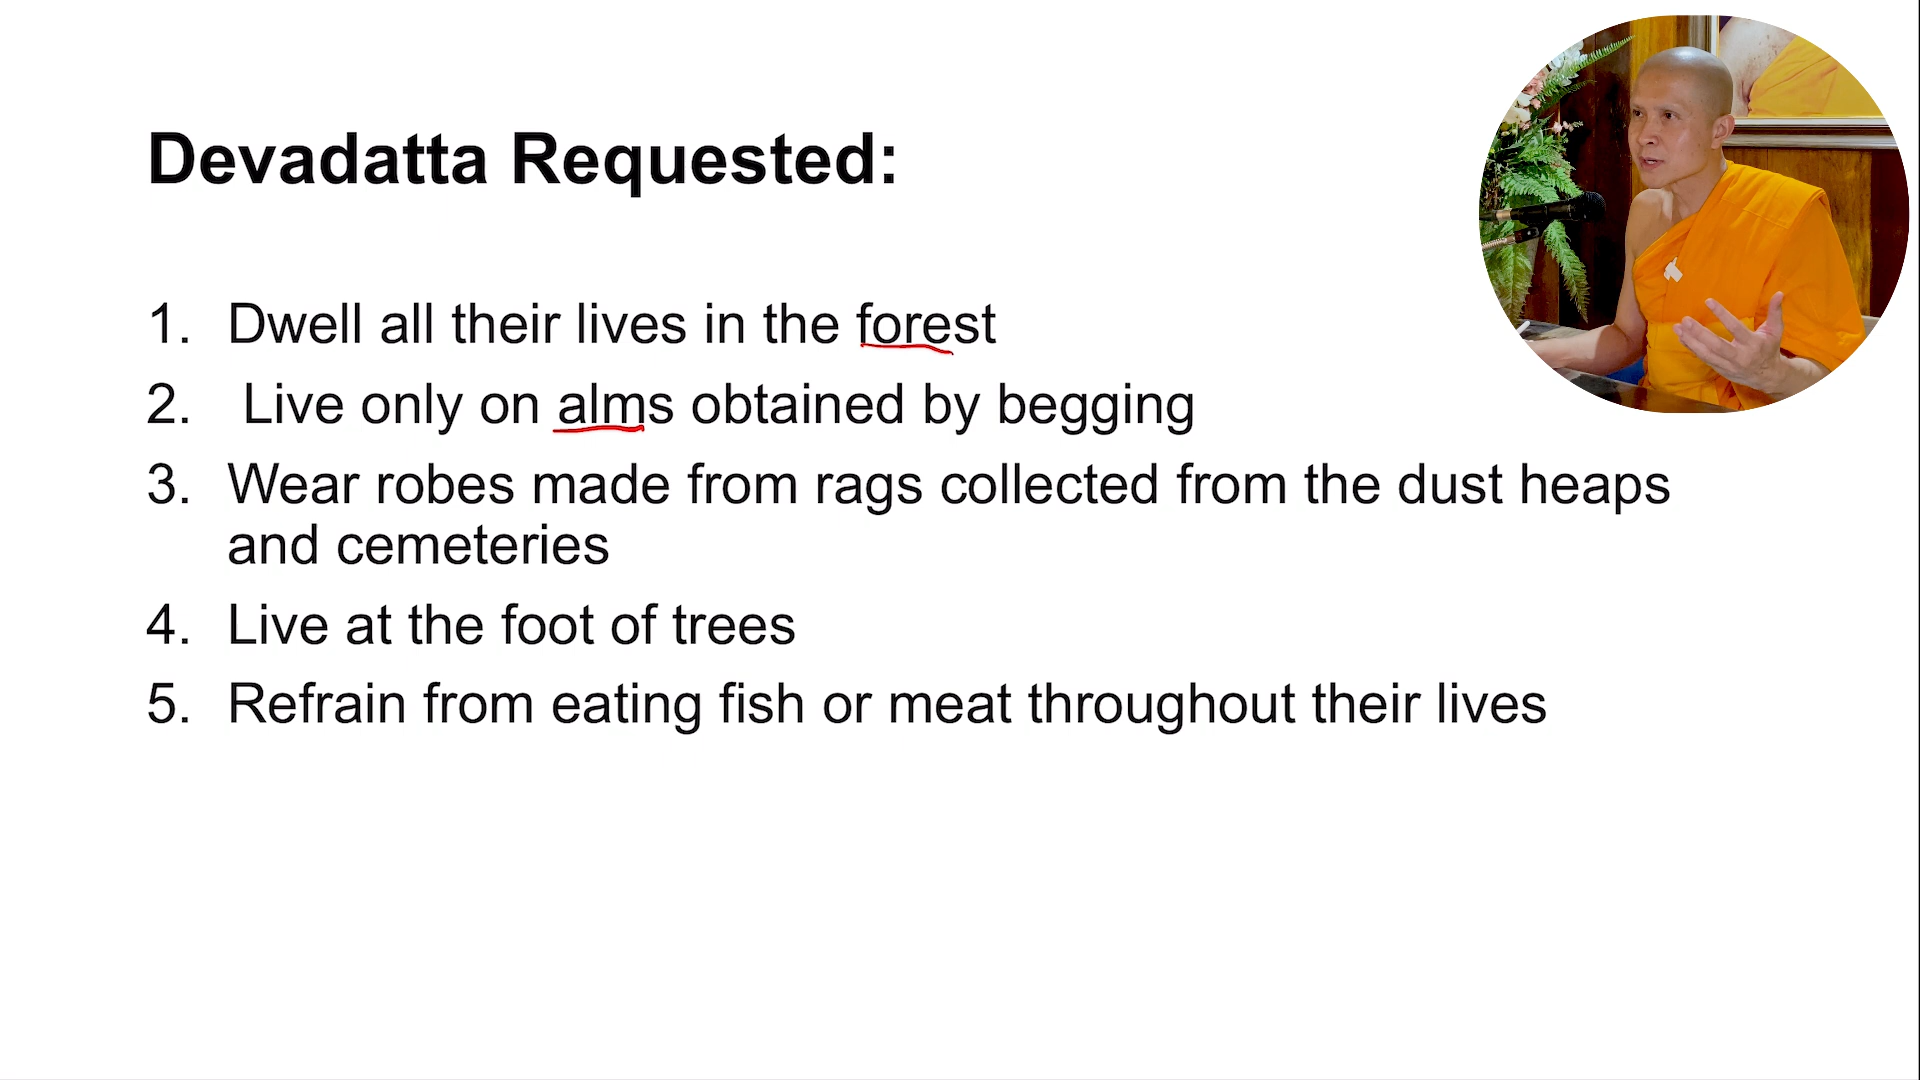 Devadatta Requested:
1. Dwell all their lives in the forest
2. Live only on alms obtained by begging
3. Wear robes made from rags collected from the dust heaps
and cemeteries
4. Live at the foot of trees
5. Refrain from eating fish or meat throughout their lives